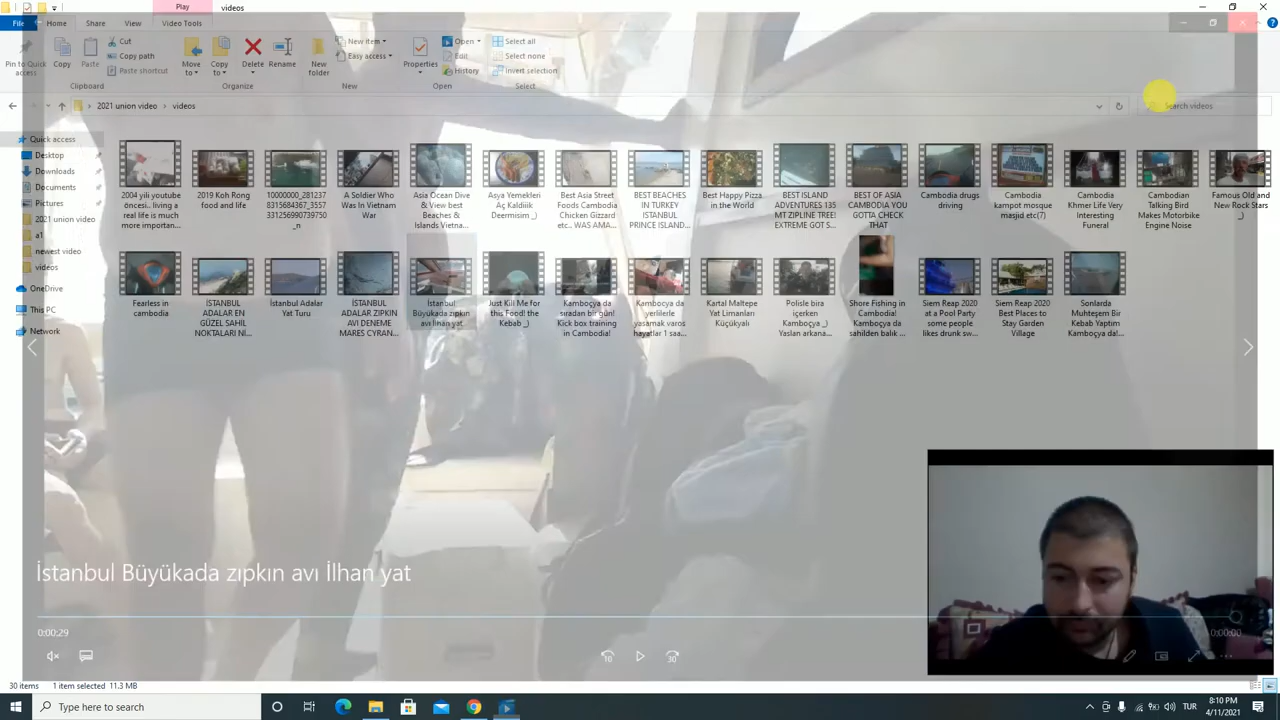 Play
videos
File
Home
Share
View
Video Tools
Pin to Quick access
Copy
Paste
Cut
Copy path
Paste shortcut
Move to
Copy to
Delete
Rename
New folder
New item
Easy access
Properties
Open
Edit
History
Select all
Select none
Invert selection
Clipboard
Organize
New
Open
Select
2021 union video > videos
Search videos
Quick access
Desktop
Downloads
Documents
Pictures
2021 union video
a1
newest video
videos
OneDrive
This PC
Network
2004 yili youtube
öncesi.. living a
real life is much
more importan...
2019 Koh Rong
food and life
10000000_281237
3315684367_3557
331256990739750
_n
A Soldier Who
Was In Vietnam
War
Asia Ocean Dive
& View best
Beaches &
Islands Vietna...
Asya Yemekleri
Aç Kaldiiik
Deermisim _)
Best Asia Street
Foods Cambodia
Chicken Gizzard
etc.. WAS AMA...
BEST BEACHES
IN TURKEY
ISTANBUL
PRINCE ISLAND...
Best Happy Pizza
in the World
BEST ISLAND
ADVENTURES 135
MT ZIPLINE TREE!
EXTREME GOT S...
BEST OF ASIA
CAMBODIA YOU
GOTTA CHECK
THAT
Cambodia drugs
driving
Cambodia
kampot mosque
masjid etc(7)
Cambodia
Khmer Life Very
Interesting
Funeral
Cambodian
Talking Bird
Makes Motorbike
Engine Noise
Famous Old and
New Rock Stars
_)
Fearless in
cambodia
İSTANBUL
ADALAR EN
GÜZEL SAHIL
NOKTALARI NI...
İstanbul Adalar
Yat Turu
İSTANBUL
ADALAR ZIPKIN
AVI DENEME
MARES CYRAN...
İstanbul
Büyükada zıpkın
avı İlhan yat
Just Kill Me for
this Food! the
Kebab _)
Kamboçya da
sıradan bir gün!
Kick box training
in Cambodia!
Kambocya da
yerlilerle
yasamak varos
hayatlar 1 saa...
Kartal Maltepe
Yat Limanları
Küçükyalı
Polisle bira
içerken
Kamboçya _)
Yaslan arkana...
Shore Fishing in
Cambodia!
Kamboçya da
sahilden balık ...
Siem Reap 2020
at a Pool Party
some people
likes drunk sw...
Siem Reap 2020
Best Places to
Stay Garden
Village
Sonlarda
Muhteşem Bir
Kebab Yaptim
Kamboçya da!...
İstanbul Büyükada zıpkın avı İlhan yat
0:00:29
0:00:00
10
30
30 items
1 item selected 11.3 MB
Type here to search
TUR
8:10 PM
4/11/2021